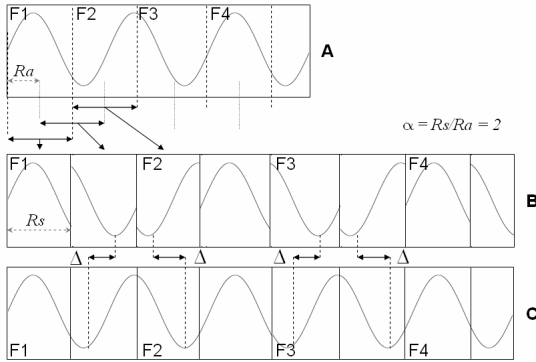 F1 F2 F3 F4
A
Ra
α = Rs/Ra = 2
F1 F2 F3 F4
B
Rs
Δ Δ Δ Δ
C
F1 F2 F3 F4